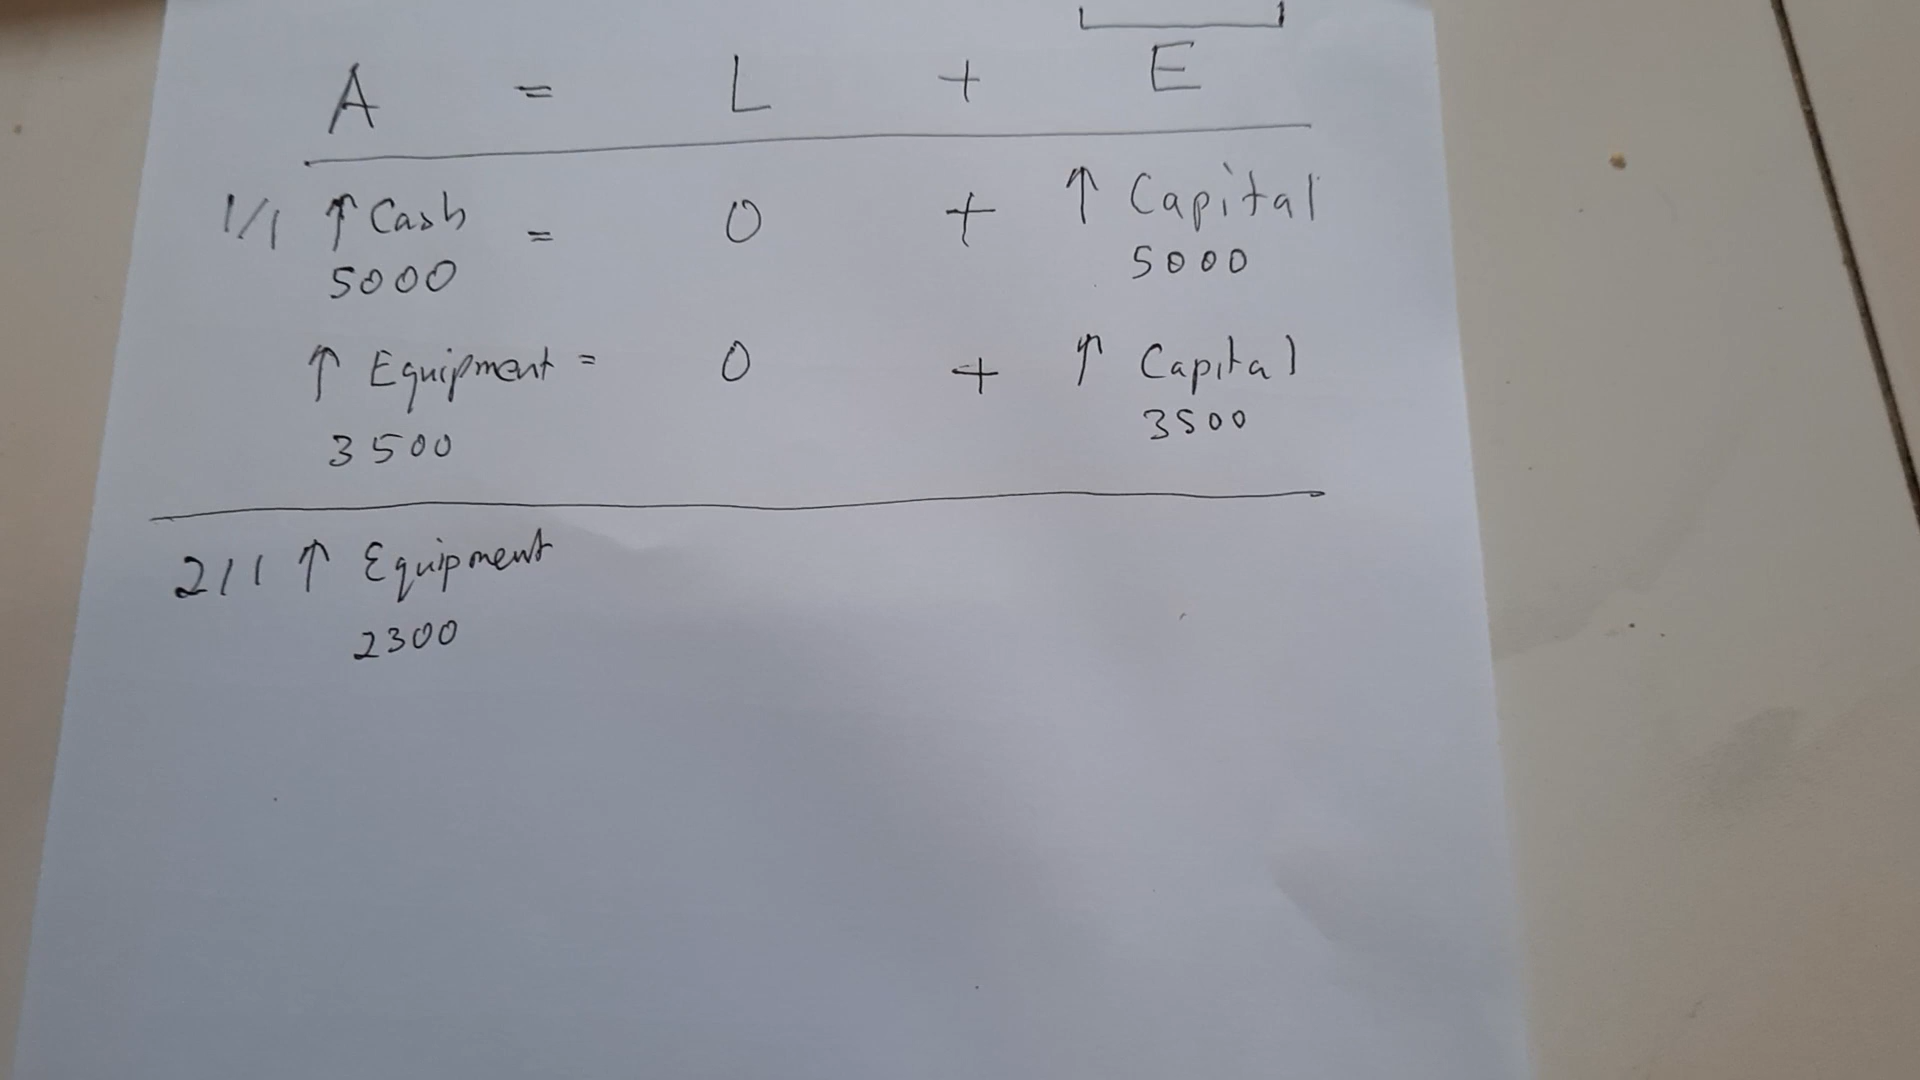 A = L + E
1/1 ↑ Cash = 0 + ↑ Capital
5000 5000
↑ Equipment = 0 + ↑ Capital
3500 3500
2/1 ↑ Equipment
2300